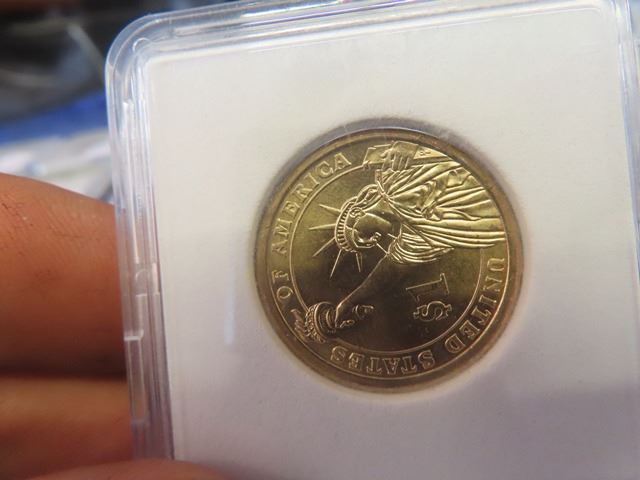 UNITED STATES OF AMERICA
$1